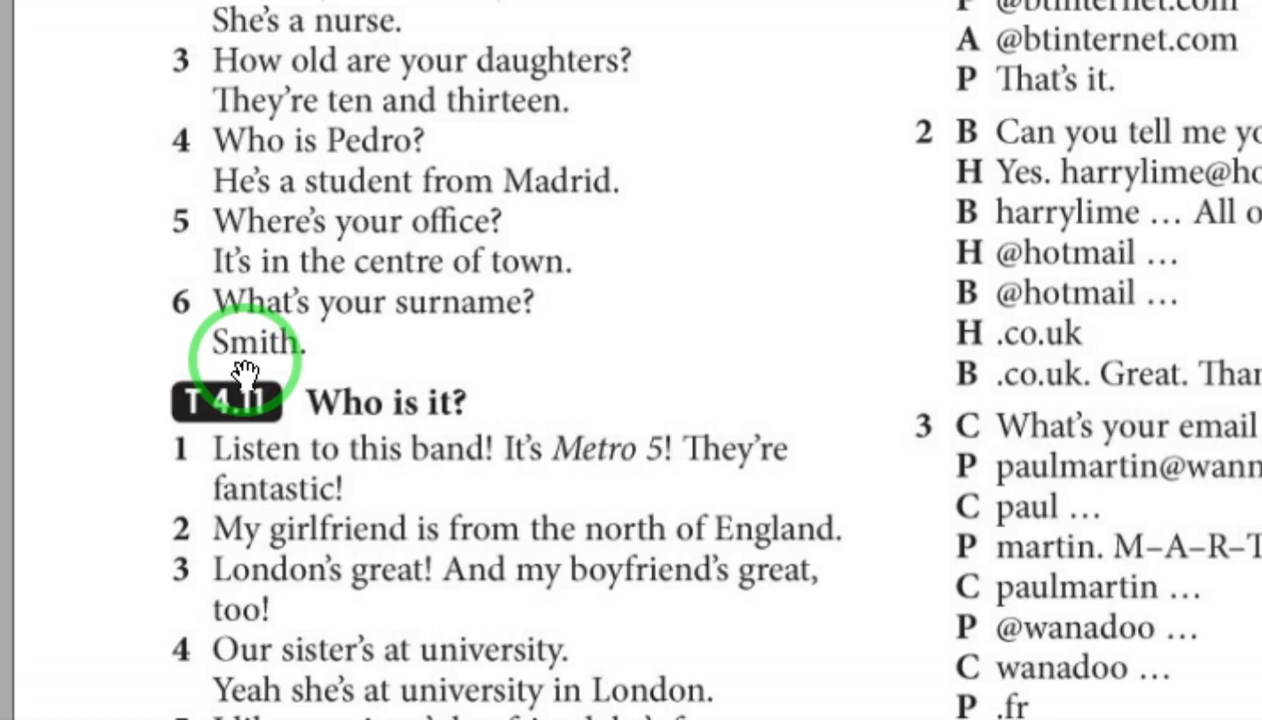 She's a nurse.
3 How old are your daughters?
They're ten and thirteen.
4 Who is Pedro?
He's a student from Madrid.
5 Where's your office?
It's in the centre of town.
6 What's your surname?
Smith.
T 4.11 Who is it?
1 Listen to this band! It's Metro 5! They're
fantastic!
2 My girlfriend is from the north of England.
3 London's great! And my boyfriend's great,
too!
4 Our sister's at university.
Yeah she's at university in London.
P @btinternet.com
A @btinternet.com
P That's it.
2 B Can you tell me
H Yes. harrylime@
B harrylime … All
H @hotmail …
B @hotmail …
H .co.uk
B .co.uk. Great.
3 C What's your email
P paulmartin@
C paul …
P martin. M–A–R–T
C paulmartin …
P @wanadoo …
C wanadoo …
P .fr